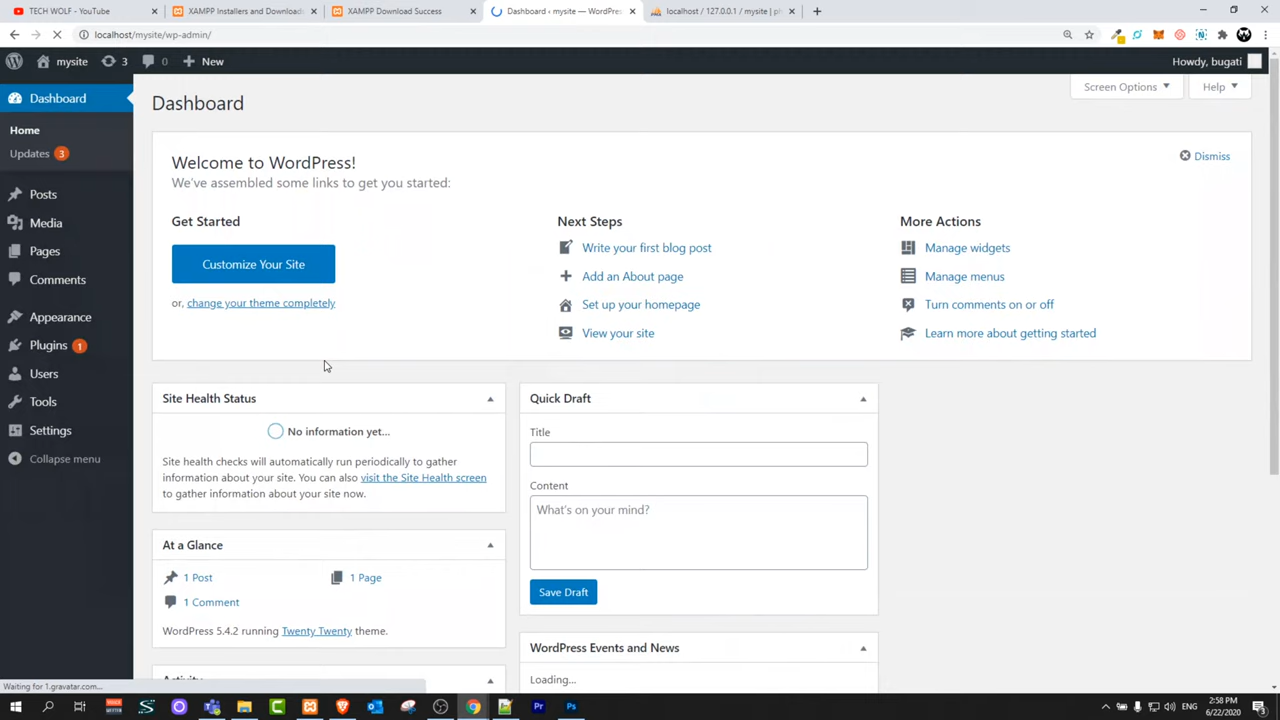 TECH WOLF - YouTube
XAMPP Installers and Download
XAMPP Download Success
Dashboard ‹ mysite — WordPress
localhost / 127.0.0.1 / mysite | ph
localhost/mysite/wp-admin/
mysite
3
0
New
Howdy, bugati
Dashboard
Home
Updates 3
Posts
Media
Pages
Comments
Appearance
Plugins 1
Users
Tools
Settings
Collapse menu
Dashboard
Screen Options
Help
Welcome to WordPress!
Dismiss
We've assembled some links to get you started:
Get Started
Customize Your Site
or, change your theme completely
Next Steps
Write your first blog post
Add an About page
Set up your homepage
View your site
More Actions
Manage widgets
Manage menus
Turn comments on or off
Learn more about getting started
Site Health Status
No information yet...
Site health checks will automatically run periodically to gather
information about your site. You can also visit the Site Health screen
to gather information about your site now.
At a Glance
1 Post
1 Page
1 Comment
WordPress 5.4.2 running Twenty Twenty theme.
Quick Draft
Title
Content
What's on your mind?
Save Draft
WordPress Events and News
Loading...
Waiting for 1.gravatar.com...
ENG
2:58 PM
6/22/2020